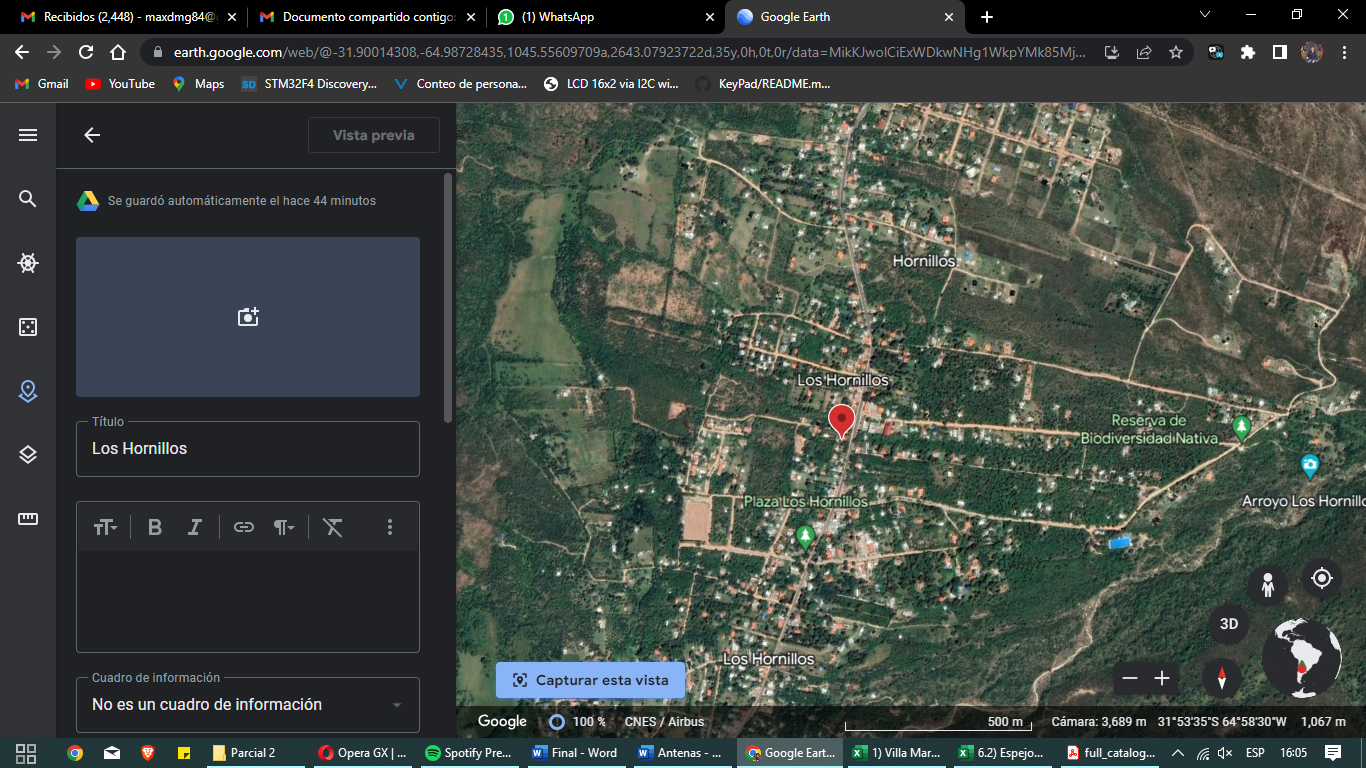 Recibidos (2,448) - maxdmg84@
Documento compartido contigo:
(1) WhatsApp
Google Earth
earth.google.com/web/@-31.90014308,-64.98728435,1045.55609709a,2643.07923722d,35y,0h,0t,0r/data=MikKJwolCiExWDkwNHg1WkpYMk85Mj...
Gmail
YouTube
Maps
SD
STM32F4 Discovery...
Conteo de persona...
LCD 16x2 via I2C wi...
KeyPad/README.m...
Vista previa
Se guardó automáticamente el hace 44 minutos
Título
Los Hornillos
B
I
Cuadro de información
No es un cuadro de información
Hornillos
Los Hornillos
Reserva de
Biodiversidad Nativa
Plaza Los Hornillos
Arroyo Los Hornillo
Los Hornillos
3D
Capturar esta vista
Google
100 %
CNES / Airbus
500 m
Cámara: 3,689 m
31°53'35"S 64°58'30"W
1,067 m
Parcial 2
Opera GX | ...
Spotify Pre...
Final - Word
Antenas - ...
Google Eart...
1) Villa Mar...
6.2) Espejo...
full_catalog...
ESP
16:05